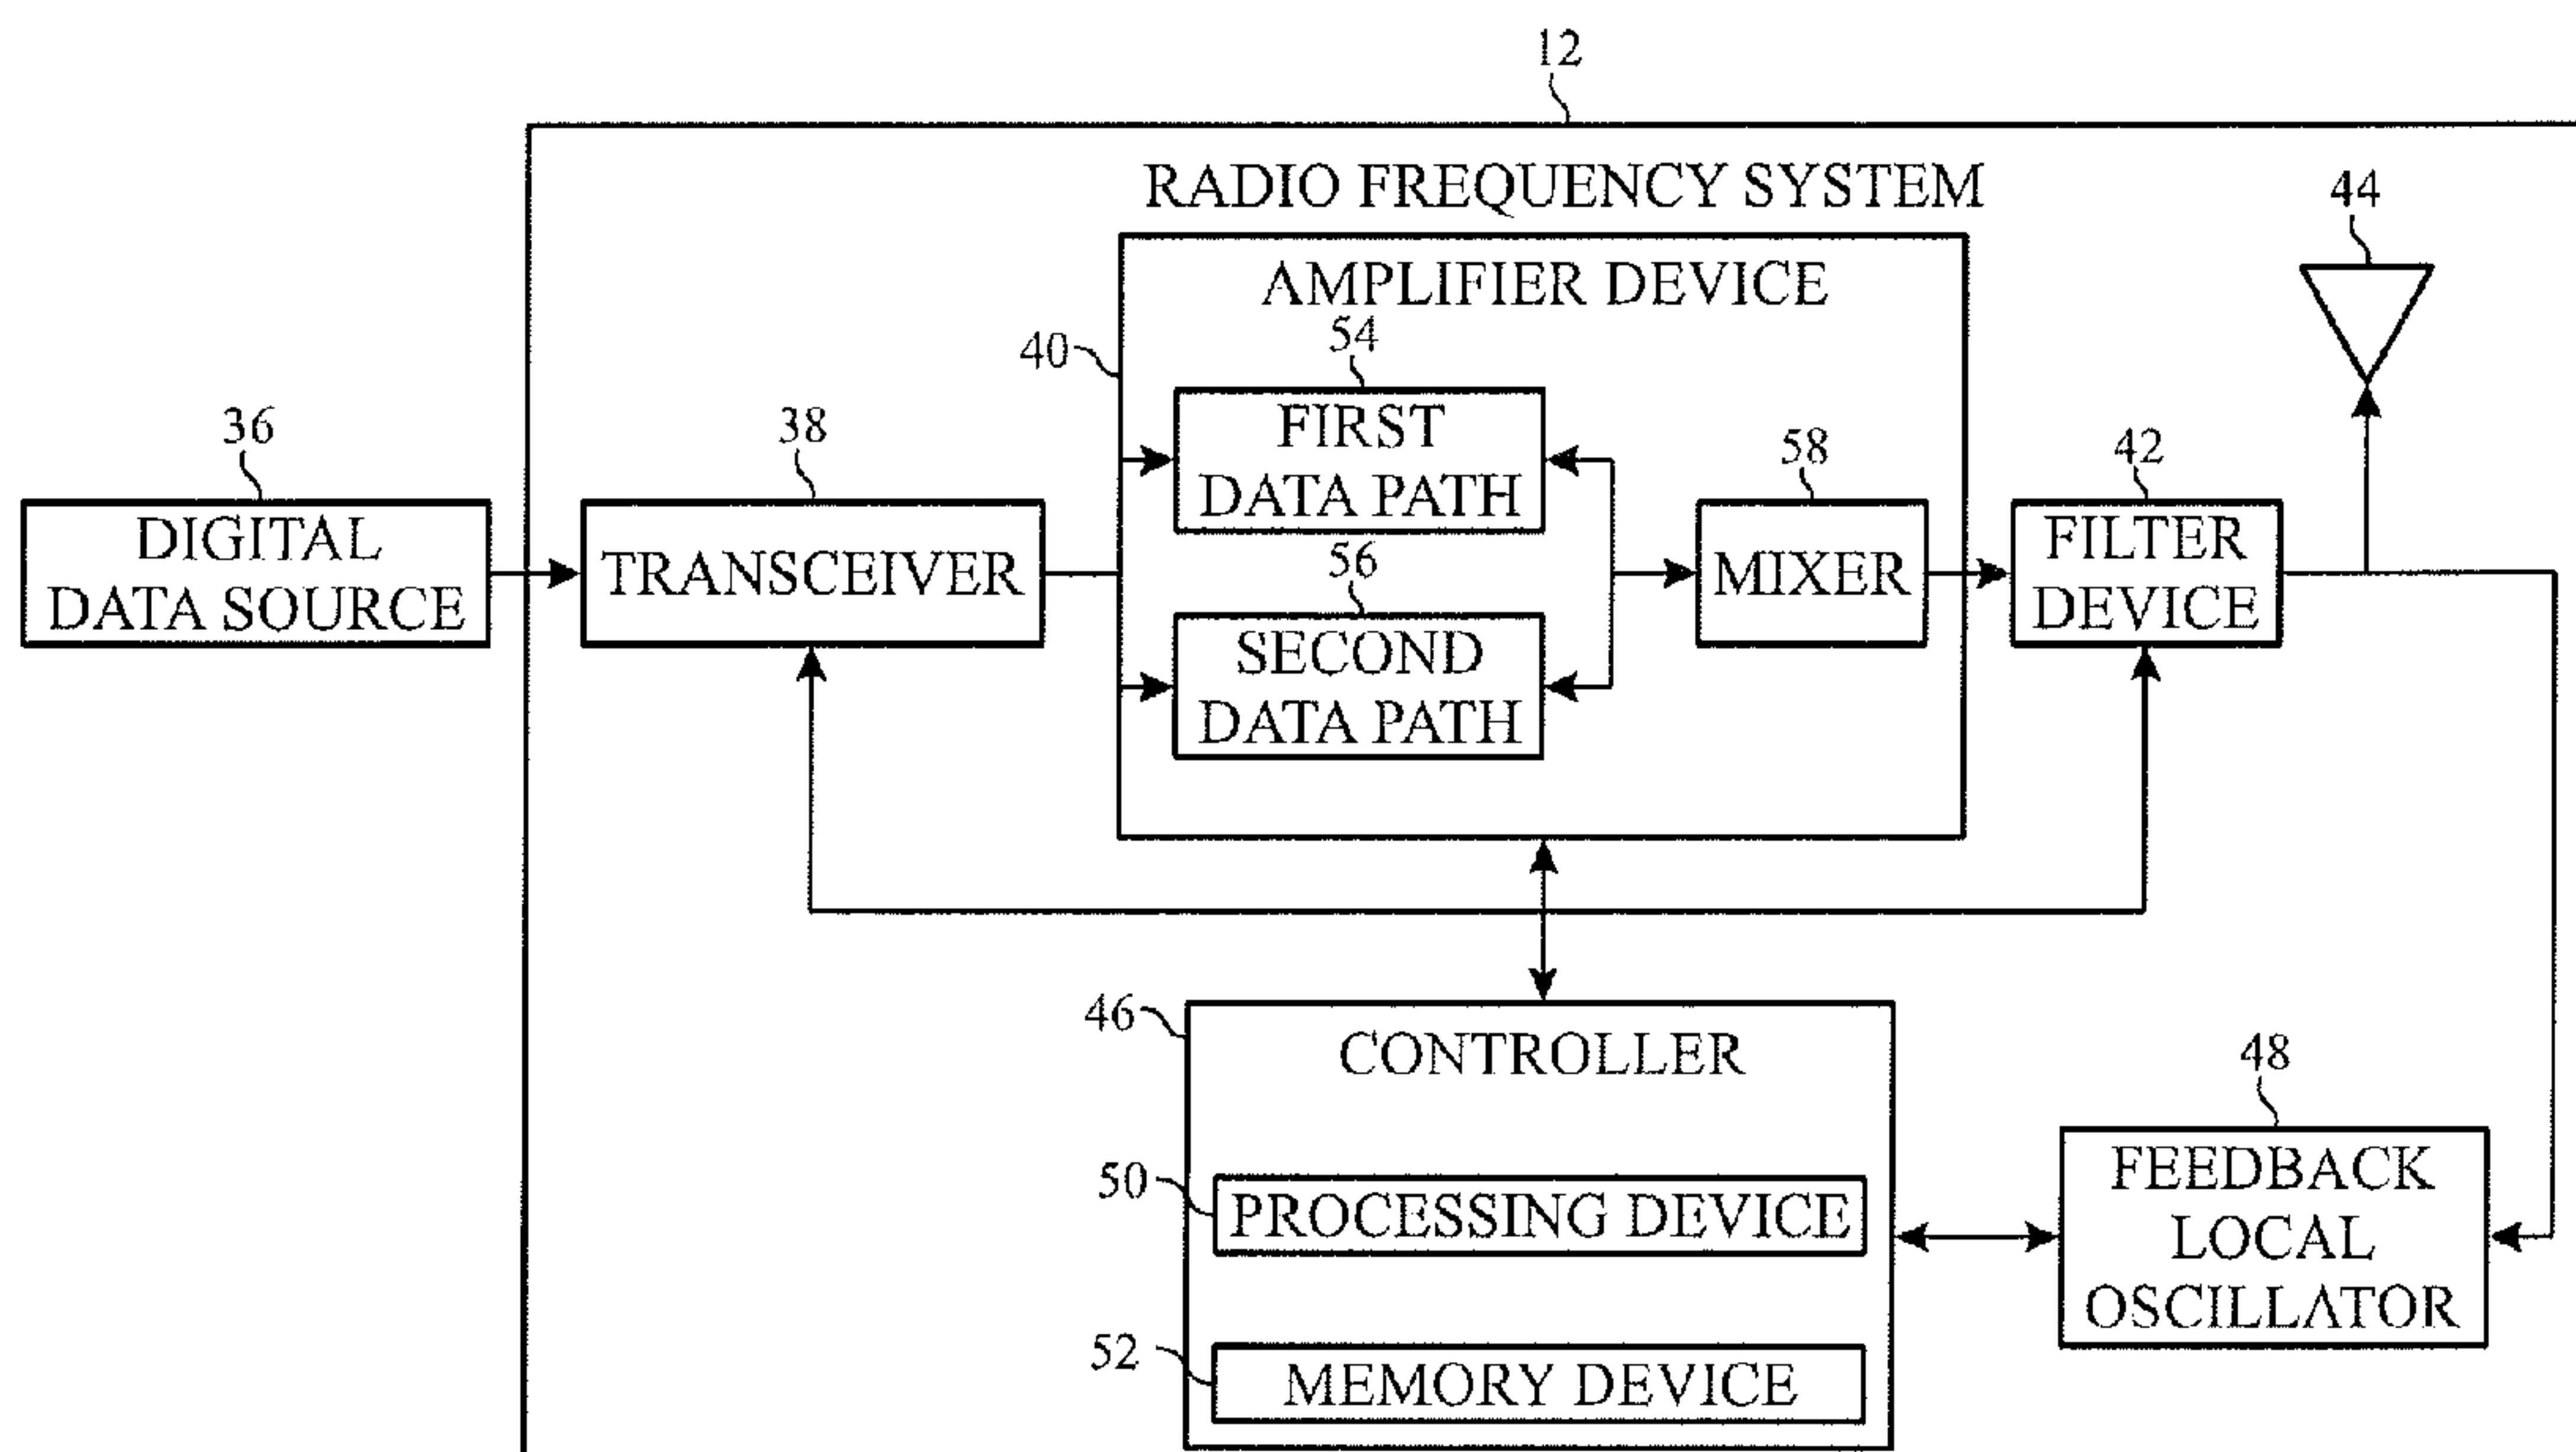 12
RADIO FREQUENCY SYSTEM
44
AMPLIFIER DEVICE
40
54
FIRST
DATA PATH
36
DIGITAL
DATA SOURCE
38
TRANSCEIVER
56
SECOND
DATA PATH
58
MIXER
42
FILTER
DEVICE
46
CONTROLLER
50
PROCESSING DEVICE
52
MEMORY DEVICE
48
FEEDBACK
LOCAL
OSCILLATOR